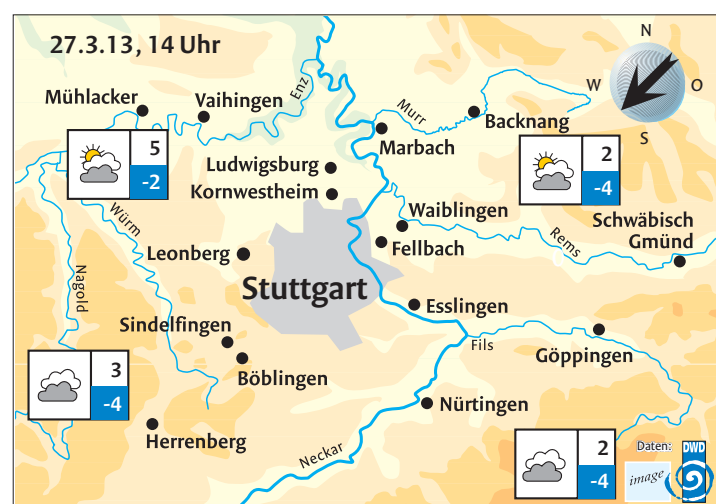 27.3.13, 14 Uhr
N
W
O
S
Mühlacker
Vaihingen
Enz
Murr
Backnang
Marbach
5
-2
2
-4
Ludwigsburg
Kornwestheim
Würm
Waiblingen
Schwäbisch
Gmünd
Rems
Fellbach
Leonberg
Nagold
Stuttgart
Esslingen
Sindelfingen
Fils
Göppingen
3
-4
Böblingen
Nürtingen
Herrenberg
Neckar
2
-4
Daten:
DWD
image